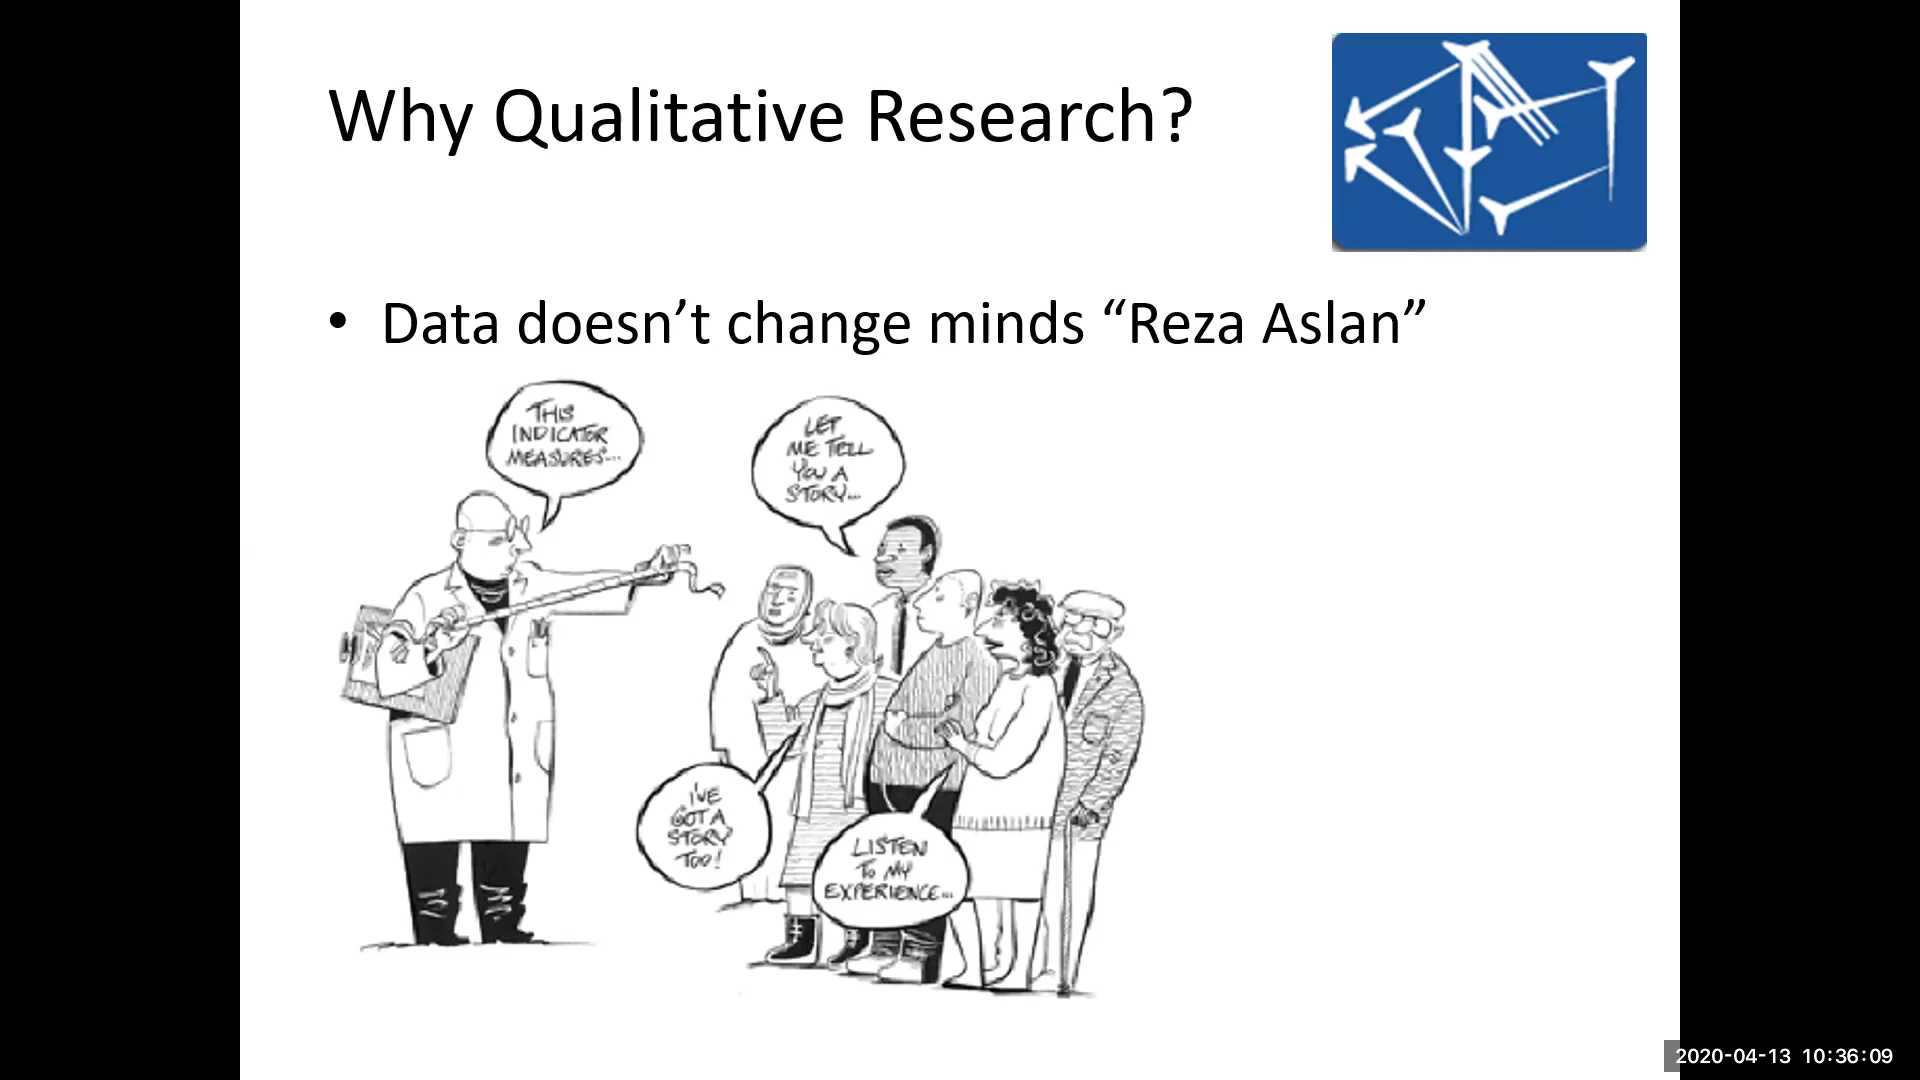 Why Qualitative Research?
• Data doesn’t change minds “Reza Aslan”
THIS
INDICATOR
MEASURES...
LET
ME TELL
YOU A
STORY...
I'VE
GOT A
STORY
TOO!
LISTEN
TO MY
EXPERIENCE...
2020-04-13 10:36:09